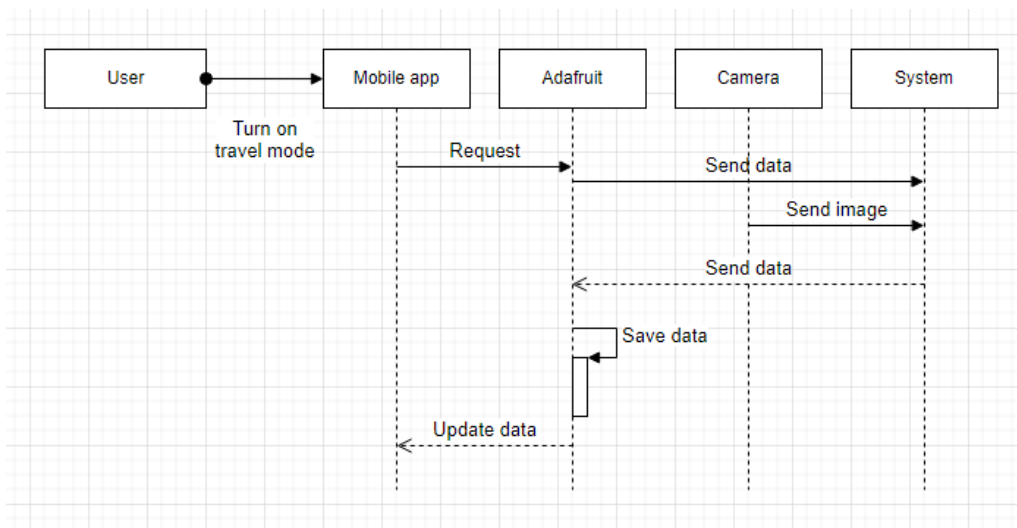 User
Mobile app
Adafruit
Camera
System
Turn on
travel mode
Request
Send data
Send image
Send data
Save data
Update data